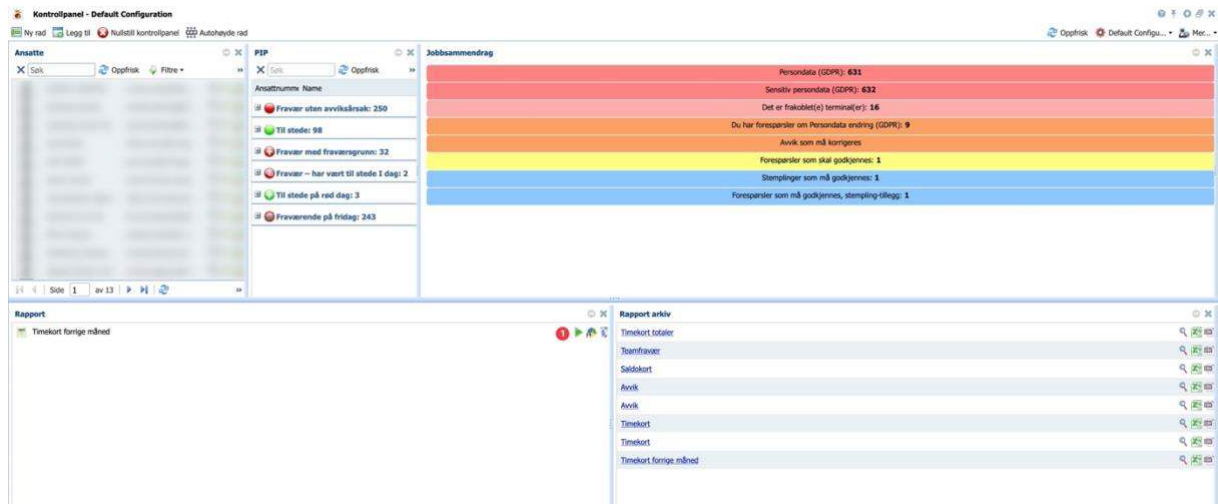 Kontrollpanel - Default Configuration
Ny rad Legg til Nullstill kontrollpanel Autohøyde rad
Oppfrisk Default Configu... Mer...
Ansatte
Søk Oppfrisk Filtre
Side 1 av 13
PIP
Søk Oppfrisk
Ansattnumme Name
Fravær uten avviksårsak: 250
Til stede: 98
Fravær med fraværsgrunn: 32
Fravær – har vært til stede I dag: 2
Til stede på rød dag: 3
Fraværende på fridag: 243
Jobbsammendrag
Persondata (GDPR): 631
Sensitiv persondata (GDPR): 632
Det er frakoblet(e) terminal(er): 16
Du har forespørsler om Persondata endring (GDPR): 9
Avvik som må korrigeres
Forespørsler som skal godkjennes: 1
Stemplinger som må godkjennes: 1
Forespørsler som må godkjennes, stempling-tillegg: 1
Rapport
Timekort forrige måned
1
Rapport arkiv
Timekort totaler
Teamfravær
Saldokort
Avvik
Avvik
Timekort
Timekort
Timekort forrige måned